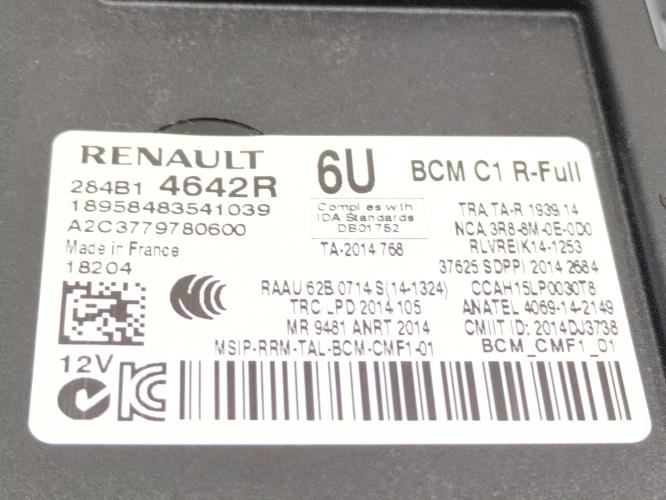 RENAULT 6U BCM C1 R-Full
284B1 4642R
18958483541039
A2C3779780600
Made in France
18204
Complies with
IDA Standards
DB01752
TA-2014 768
TRA TA-R 1939 14
NCA 3R8-8M-0E-0D0
RLVREIK14-1253
37625 SDPPI 2014 2684
RAAU 62B 0714 S (14-1324) CCAH15LP0030T8
TRC LPD 2014 105 ANATEL 4069-14-2149
MR 9481 ANRT 2014 CMIIT ID: 2014DJ3738
MSIP-RRM-TAL-BCM-CMF1-01 BCM_CMF1_01
12V